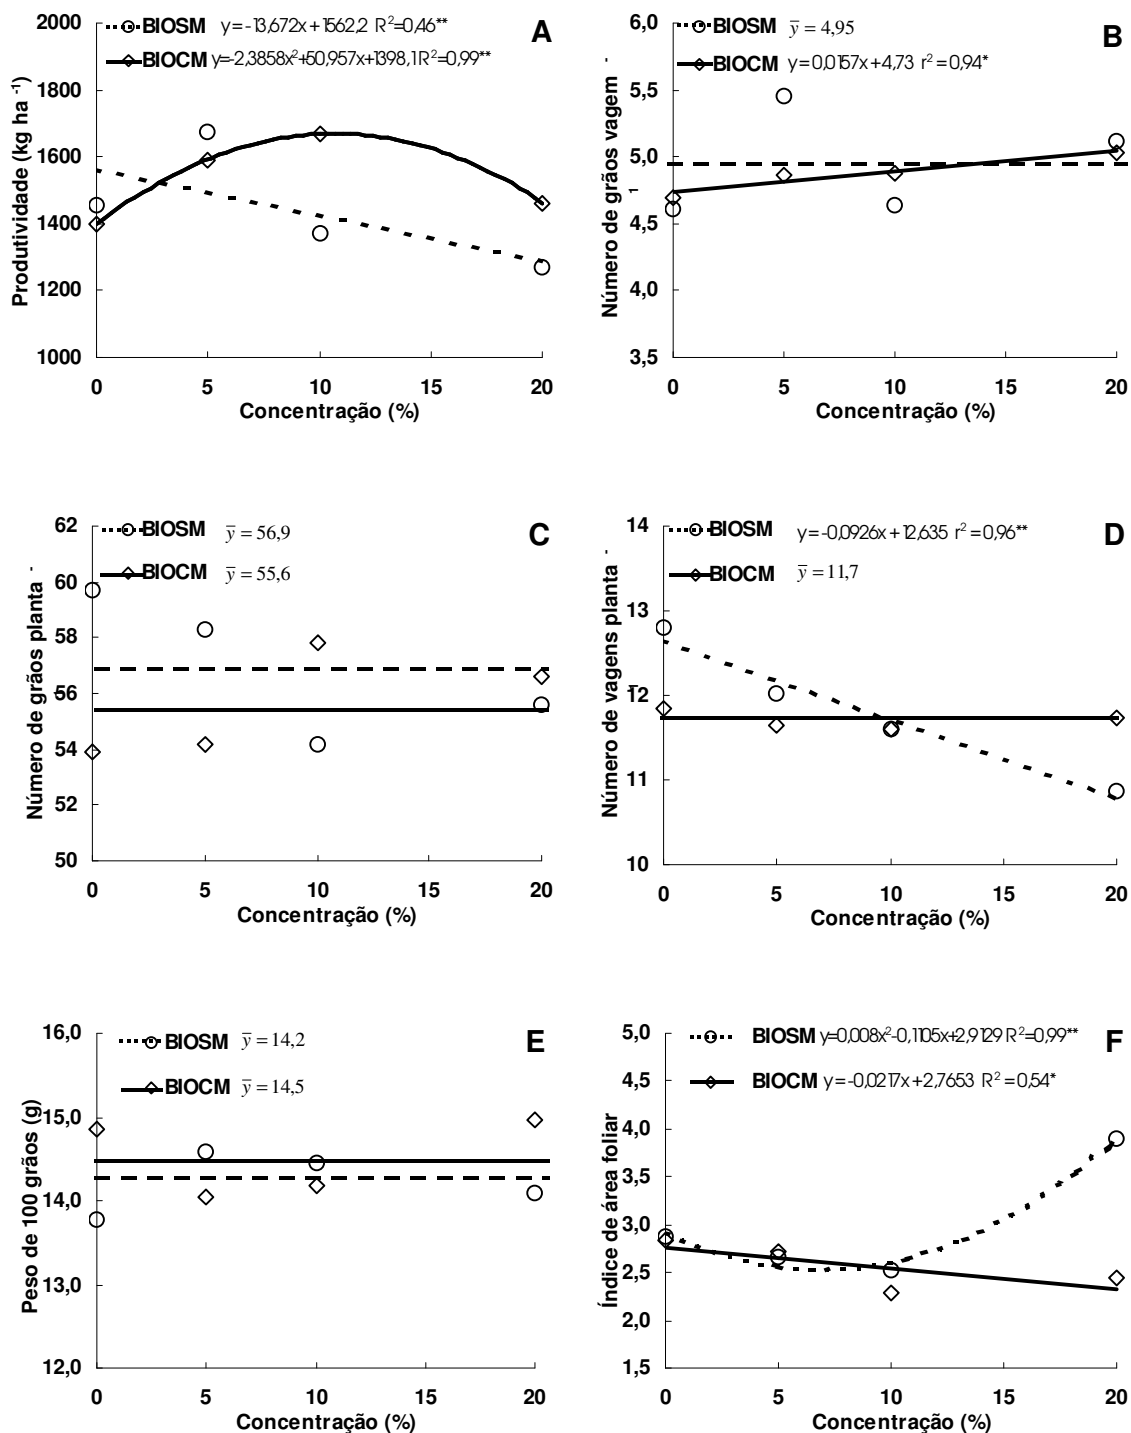 2000
1800
1600
1400
1200
1000
Produtividade (kg ha -1)
BIOSM y=-13,672x+1562,2 R²=0,46**
BIOCM y=-2,3858x²+50,957x+1398,1 R²=0,99**
A
0 5 10 15 20
Concentração (%)
6,0
5,5
5,0
4,5
4,0
3,5
Número de grãos vagem -1
BIOSM y̅ = 4,95
BIOCM y=0,0157x+4,73 r²=0,94*
B
0 5 10 15 20
Concentração (%)
62
60
58
56
54
52
50
Número de grãos planta -1
BIOSM y̅ = 56,9
BIOCM y̅ = 55,6
C
0 5 10 15 20
Concentração (%)
14
13
12
11
10
Número de vagens planta -1
BIOSM y=-0,0926x+12,635 r²=0,96**
BIOCM y̅ = 11,7
D
0 5 10 15 20
Concentração (%)
16,0
15,0
14,0
13,0
12,0
Peso de 100 grãos (g)
BIOSM y̅ = 14,2
BIOCM y̅ = 14,5
E
0 5 10 15 20
Concentração (%)
5,0
4,5
4,0
3,5
3,0
2,5
2,0
1,5
Índice de área foliar
BIOSM y=0,008x²-0,1105x+2,9129 R²=0,99**
BIOCM y=-0,0217x+2,7653 R²=0,54*
F
0 5 10 15 20
Concentração (%)